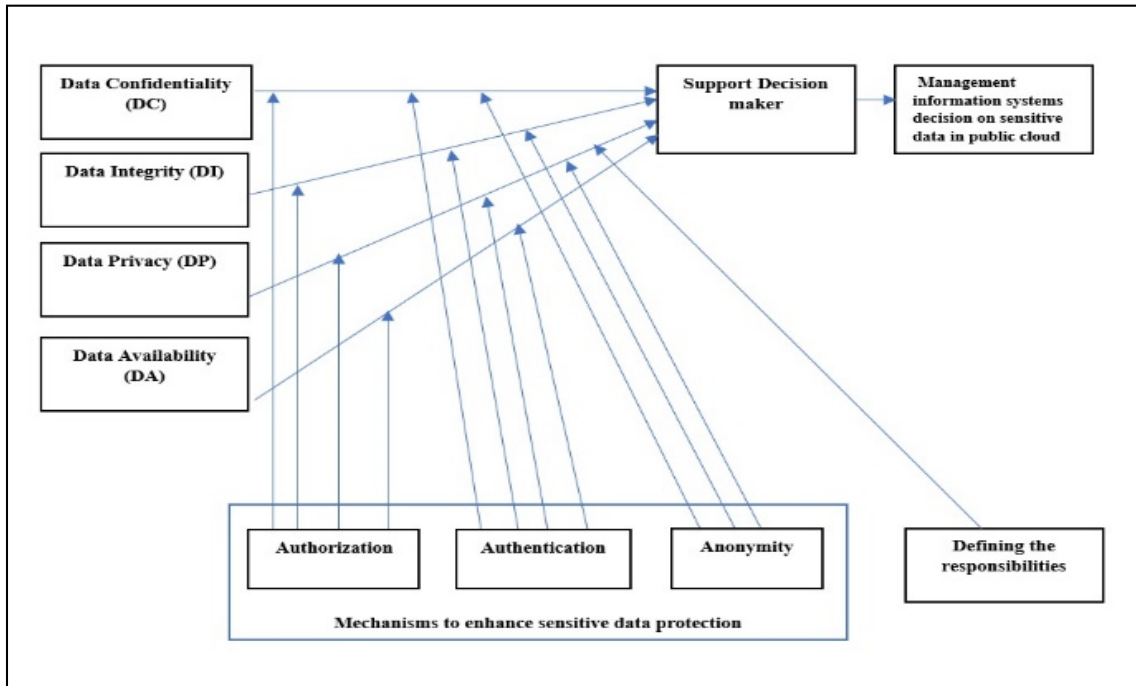 Data Confidentiality
(DC)
Support Decision
maker
Management
information systems
decision on sensitive
data in public cloud
Data Integrity (DI)
Data Privacy (DP)
Data Availability
(DA)
Authorization
Authentication
Anonymity
Mechanisms to enhance sensitive data protection
Defining the
responsibilities